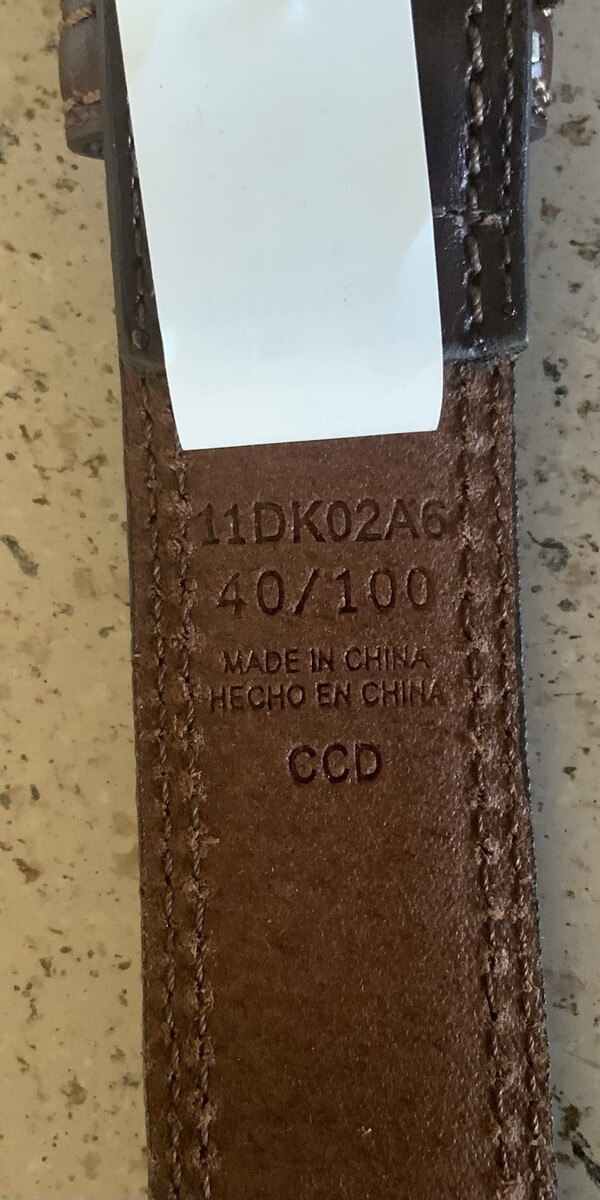 11DK02A6
40/100
MADE IN CHINA
HECHO EN CHINA
CCD